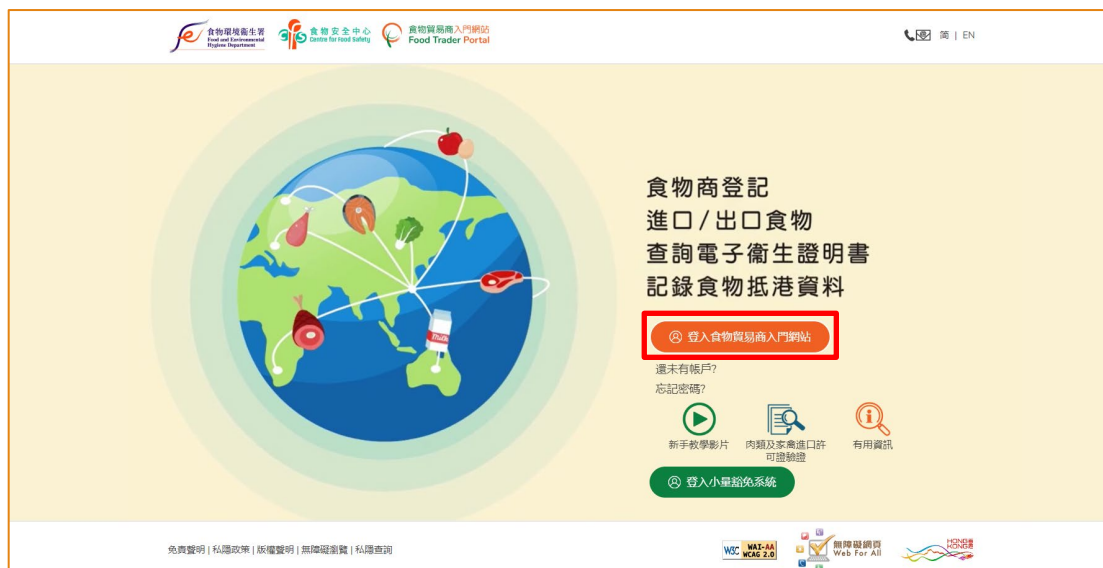 食物環境衞生署
Food and Environmental
Hygiene Department
cfs
食物安全中心
Centre for Food Safety
食物貿易商入門網站
Food Trader Portal
简 | EN
食物商登記
進口/出口食物
查詢電子衞生證明書
記錄食物抵港資料
登入食物貿易商入門網站
還未有帳戶?
忘記密碼?
新手教學影片
肉類及家禽進口許
可證驗證
有用資訊
登入小量豁免系統
Milk
免責聲明 | 私隱政策 | 版權聲明 | 無障礙瀏覽 | 私隱查詢
W3C WAI-AA
WCAG 2.0
無障礙網頁
Web For All
HONG
KONG